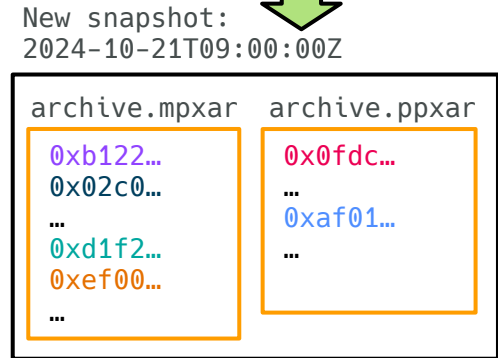 New snapshot:
2024-10-21T09:00:00Z
archive.mpxar
0xb122…
0x02c0…
…
0xd1f2…
0xef00…
…
archive.ppxar
0x0fdc…
…
0xaf01…
…